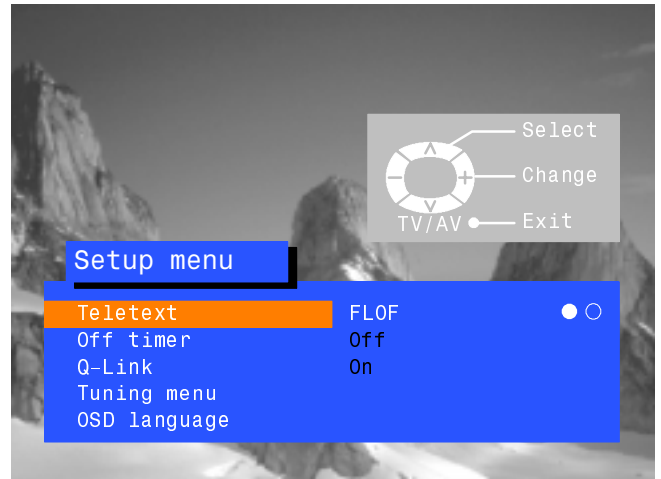 Select
Change
TV/AV Exit
Setup menu
Teletext FLOF
Off timer Off
Q-Link On
Tuning menu
OSD language